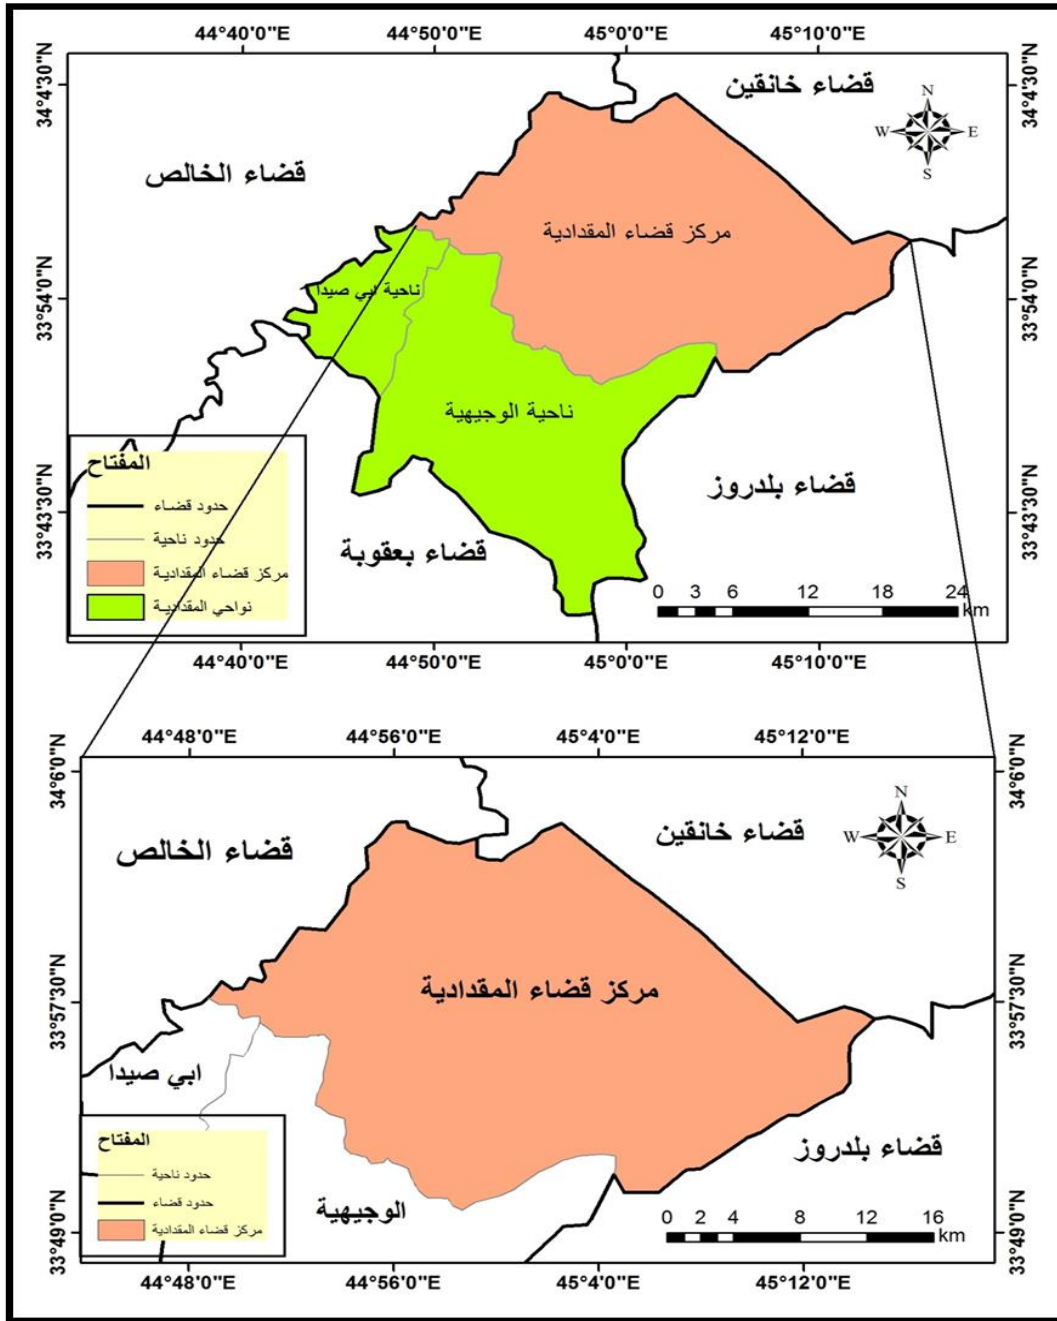 44°40'0"E 44°50'0"E 45°0'0"E 45°10'0"E
34°4'30"N
34°4'30"N
قضاء خانقين
N
W E
S
قضاء الخالص
مركز قضاء المقدادية
ناحية ابي صيدا
33°54'0"N
33°54'0"N
ناحية الوجيهية
المفتاح
حدود قضاء
حدود ناحية
مركز قضاء المقدادية
نواحي المقدادية
قضاء بلدروز
33°43'30"N
33°43'30"N
قضاء بعقوبة
0 3 6 12 18 24
km
44°40'0"E 44°50'0"E 45°0'0"E 45°10'0"E
44°48'0"E 44°56'0"E 45°4'0"E 45°12'0"E
34°6'0"N
34°6'0"N
قضاء خانقين
N
W E
S
قضاء الخالص
مركز قضاء المقدادية
33°57'30"N
33°57'30"N
ابي صيدا
المفتاح
حدود ناحية
حدود قضاء
مركز قضاء المقدادية
قضاء بلدروز
الوجيهية
33°49'0"N
33°49'0"N
0 2 4 8 12 16
km
44°48'0"E 44°56'0"E 45°4'0"E 45°12'0"E